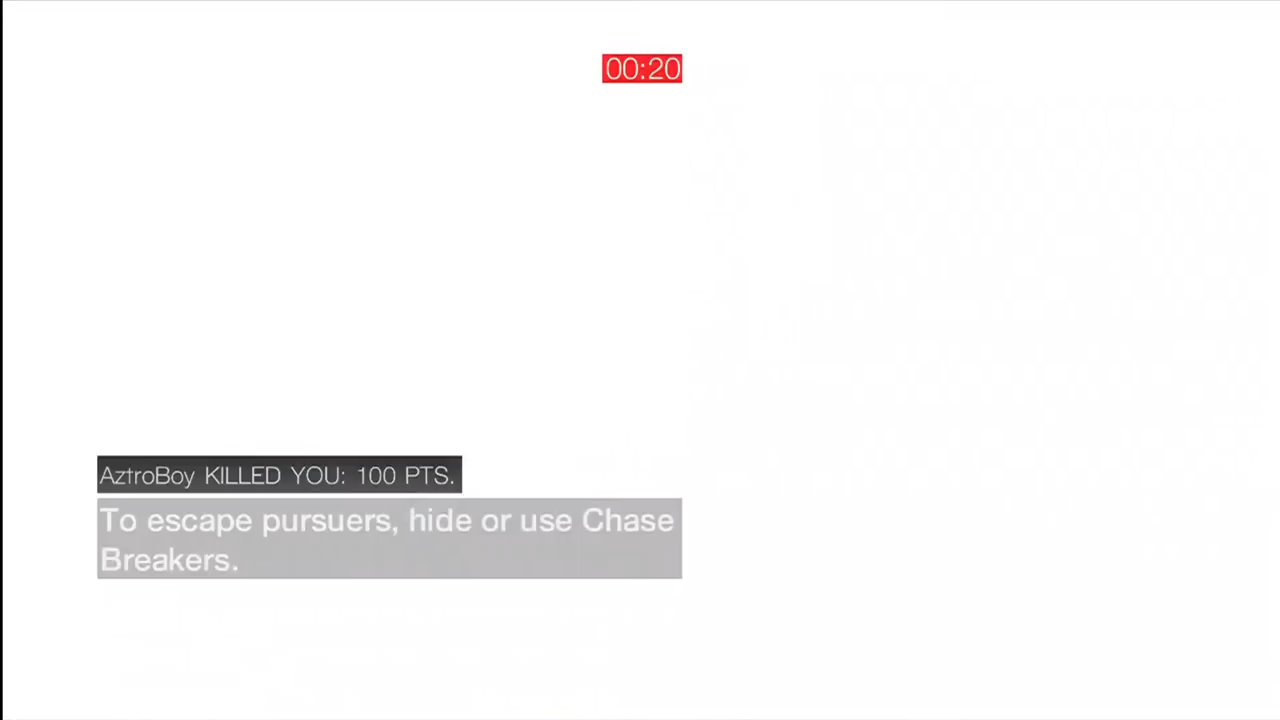 00:20
AztroBoy KILLED YOU: 100 PTS.
To escape pursuers, hide or use Chase
Breakers.